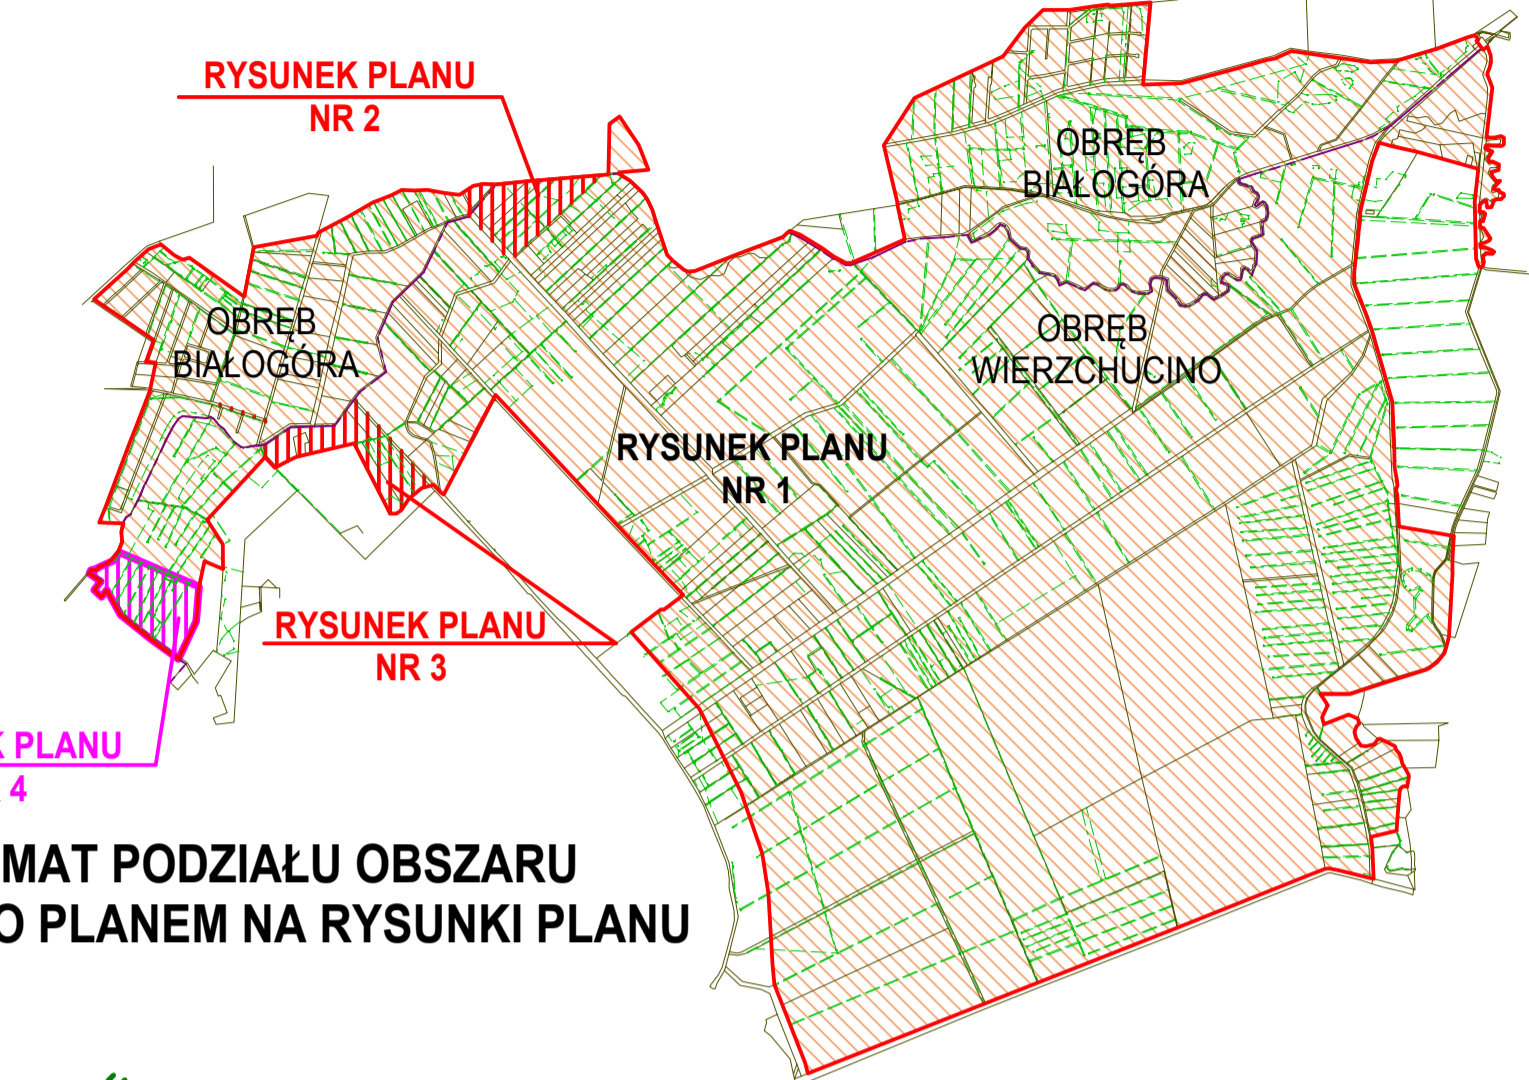 RYSUNEK PLANU
NR 2
OBRĘB
BIAŁOGÓRA
OBRĘB
BIAŁOGÓRA
OBRĘB
WIERZCHUCINO
RYSUNEK PLANU
NR 1
RYSUNEK PLANU
NR 3
K PLANU
4
MAT PODZIAŁU OBSZARU
O PLANEM NA RYSUNKI PLANU